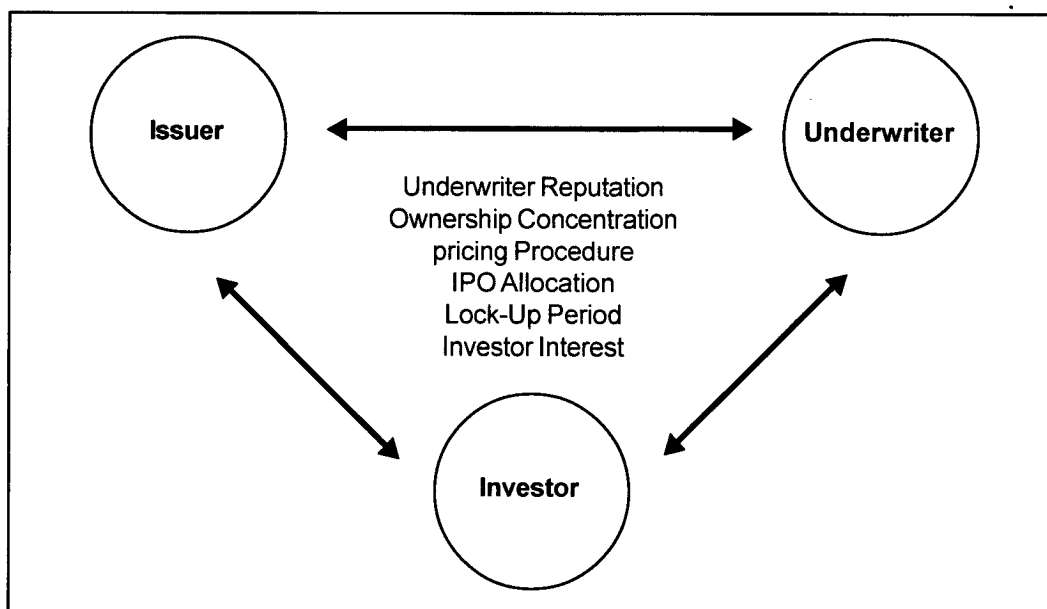 Issuer
Underwriter
Underwriter Reputation
Ownership Concentration
pricing Procedure
IPO Allocation
Lock-Up Period
Investor Interest
Investor